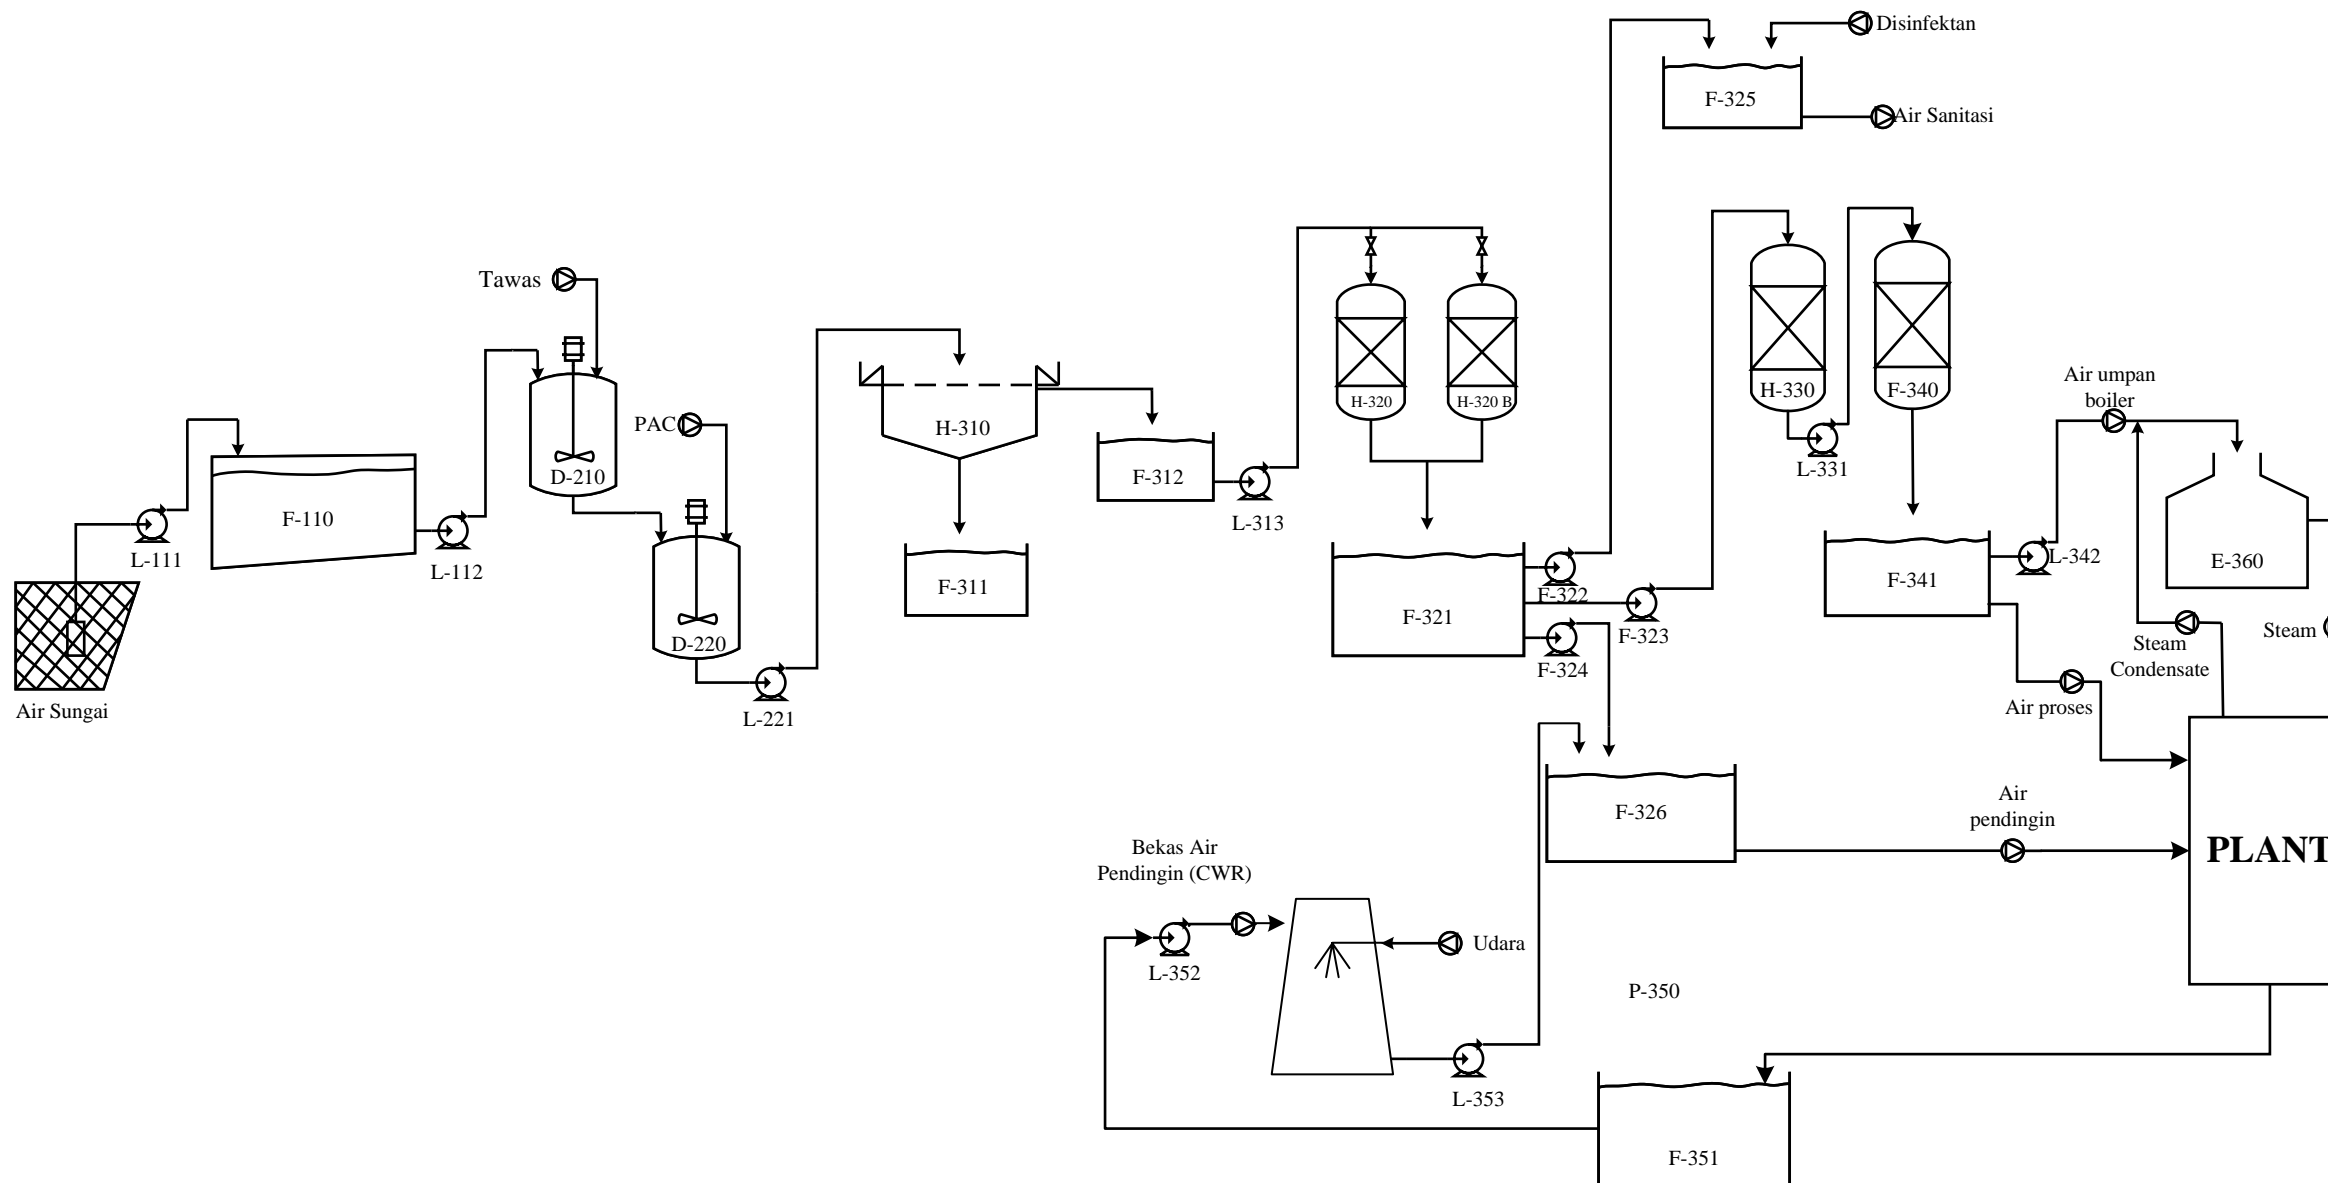 Disinfektan
F-325
Air Sanitasi
Tawas
PAC
D-210
D-220
F-110
L-111
L-112
Air Sungai
L-221
H-310
F-311
F-312
L-313
H-320
H-320 B
F-321
F-322
F-323
F-324
H-330
L-331
F-340
F-341
Air umpan
boiler
L-342
E-360
Steam
Steam
Condensate
Air proses
F-326
Air
pendingin
PLANT
Bekas Air
Pendingin (CWR)
L-352
Udara
P-350
L-353
F-351